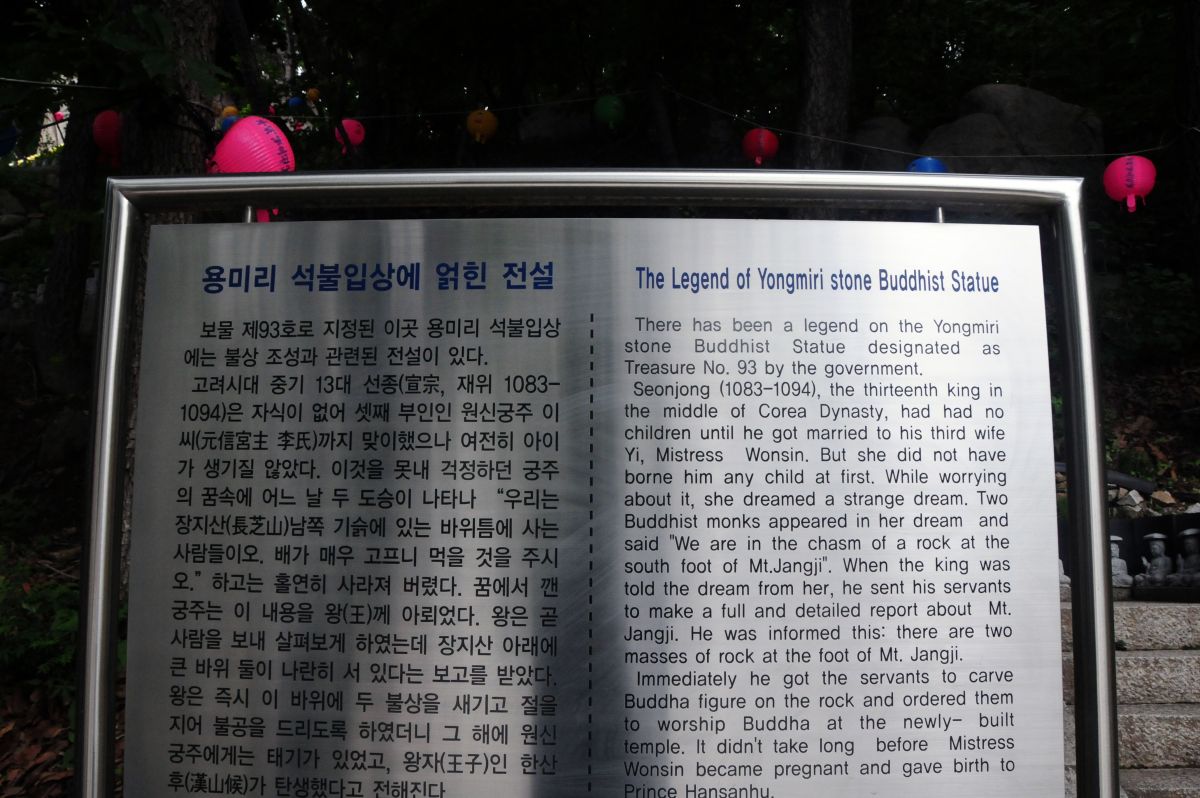 용미리 석불입상에 얽힌 전설
보물 제93호로 지정된 이곳 용미리 석불입상
에는 불상 조성과 관련된 전설이 있다.
고려시대 중기 13대 선종(宣宗, 재위 1083-
1094)은 자식이 없어 셋째 부인인 원신궁주 이
씨(元信宮主 李氏)까지 맞이했으나 여전히 아이
가 생기질 않았다. 이것을 못내 걱정하던 궁주
의 꿈속에 어느 날 두 도승이 나타나 “우리는
장지산(長芝山)남쪽 기슭에 있는 바위틈에 사는
사람들이오. 배가 매우 고프니 먹을 것을 주시
오.” 하고는 홀연히 사라져 버렸다. 꿈에서 깬
궁주는 이 내용을 왕(王)께 아뢰었다. 왕은 곧
사람을 보내 살펴보게 하였는데 장지산 아래에
큰 바위 둘이 나란히 서 있다는 보고를 받았다.
왕은 즉시 이 바위에 두 불상을 새기고 절을
지어 불공을 드리도록 하였더니 그 해에 원신
궁주에게는 태기가 있었고, 왕자(王子)인 한산
후(漢山候)가 탄생했다고 전해진다
The Legend of Yongmiri stone Buddhist Statue
There has been a legend on the Yongmiri
stone Buddhist Statue designated as
Treasure No. 93 by the government.
Seonjong (1083-1094), the thirteenth king in
the middle of Corea Dynasty, had had no
children until he got married to his third wife
Yi, Mistress Wonsin. But she did not have
borne him any child at first. While worrying
about it, she dreamed a strange dream. Two
Buddhist monks appeared in her dream and
said "We are in the chasm of a rock at the
south foot of Mt.Jangji". When the king was
told the dream from her, he sent his servants
to make a full and detailed report about Mt.
Jangji. He was informed this: there are two
masses of rock at the foot of Mt. Jangji.
Immediately he got the servants to carve
Buddha figure on the rock and ordered them
to worship Buddha at the newly- built
temple. It didn't take long before Mistress
Wonsin became pregnant and gave birth to
Prince Hansanhu.